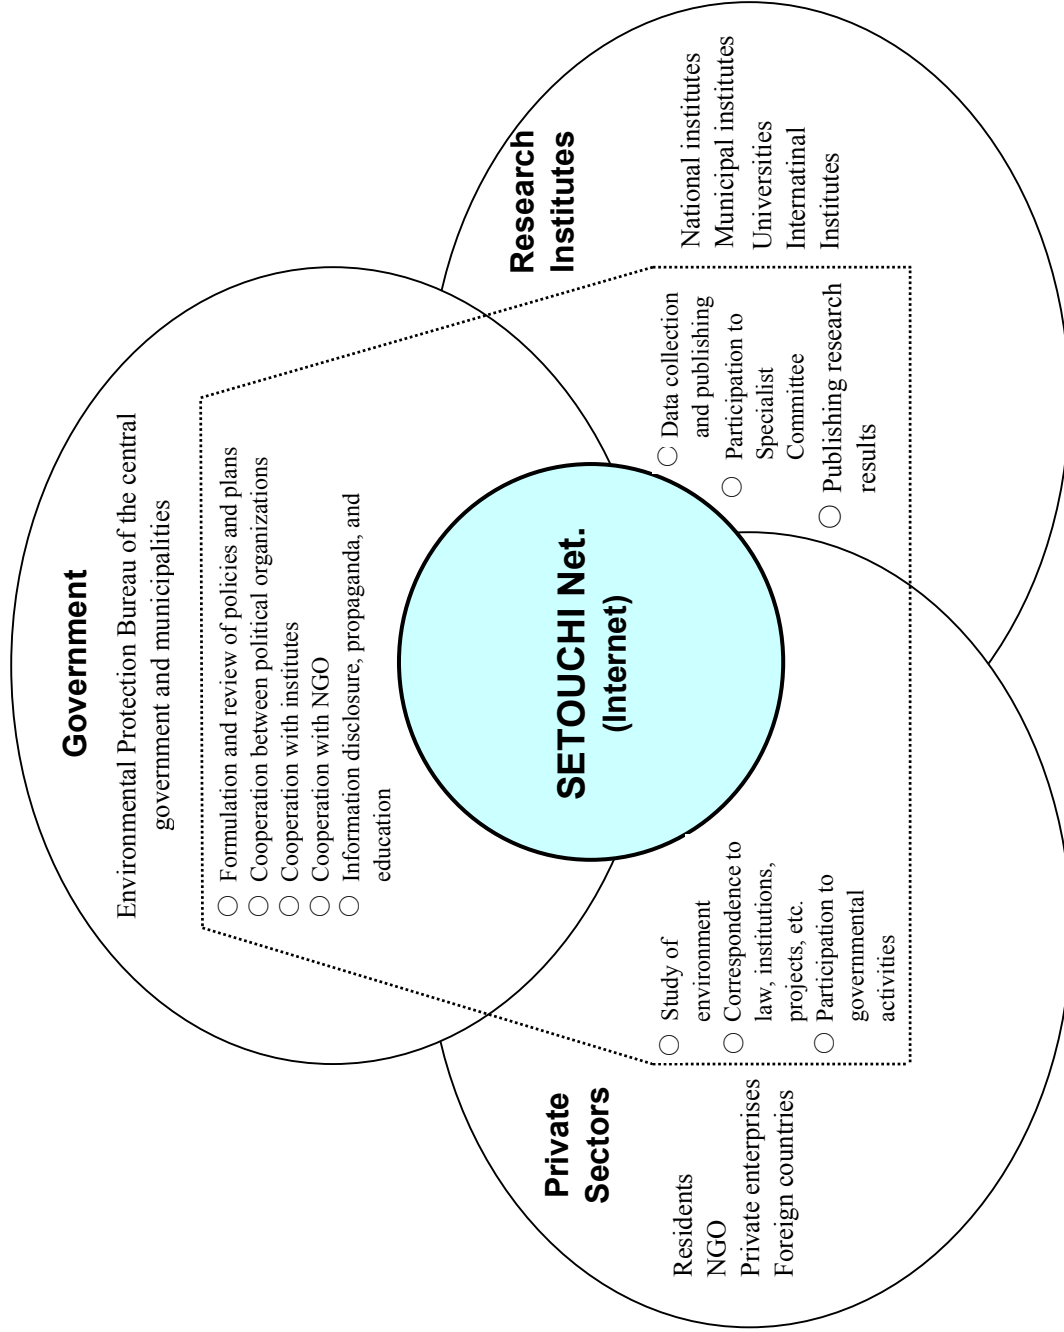 Government
Environmental Protection Bureau of the central
government and municipalities
○ Formulation and review of policies and plans
○ Cooperation between political organizations
○ Cooperation with institutes
○ Cooperation with NGO
○ Information disclosure, propaganda, and
education
SETOUCHI Net.
(Internet)
Private
Sectors
Residents
NGO
Private enterprises
Foreign countries
○ Study of
environment
○ Correspondence to
law, institutions,
projects, etc.
○ Participation to
governmental
activities
Research
Institutes
○ Data collection
and publishing
○ Participation to
Specialist
Committee
○ Publishing research
results
National institutes
Municipal institutes
Universities
Internatinal
Institutes